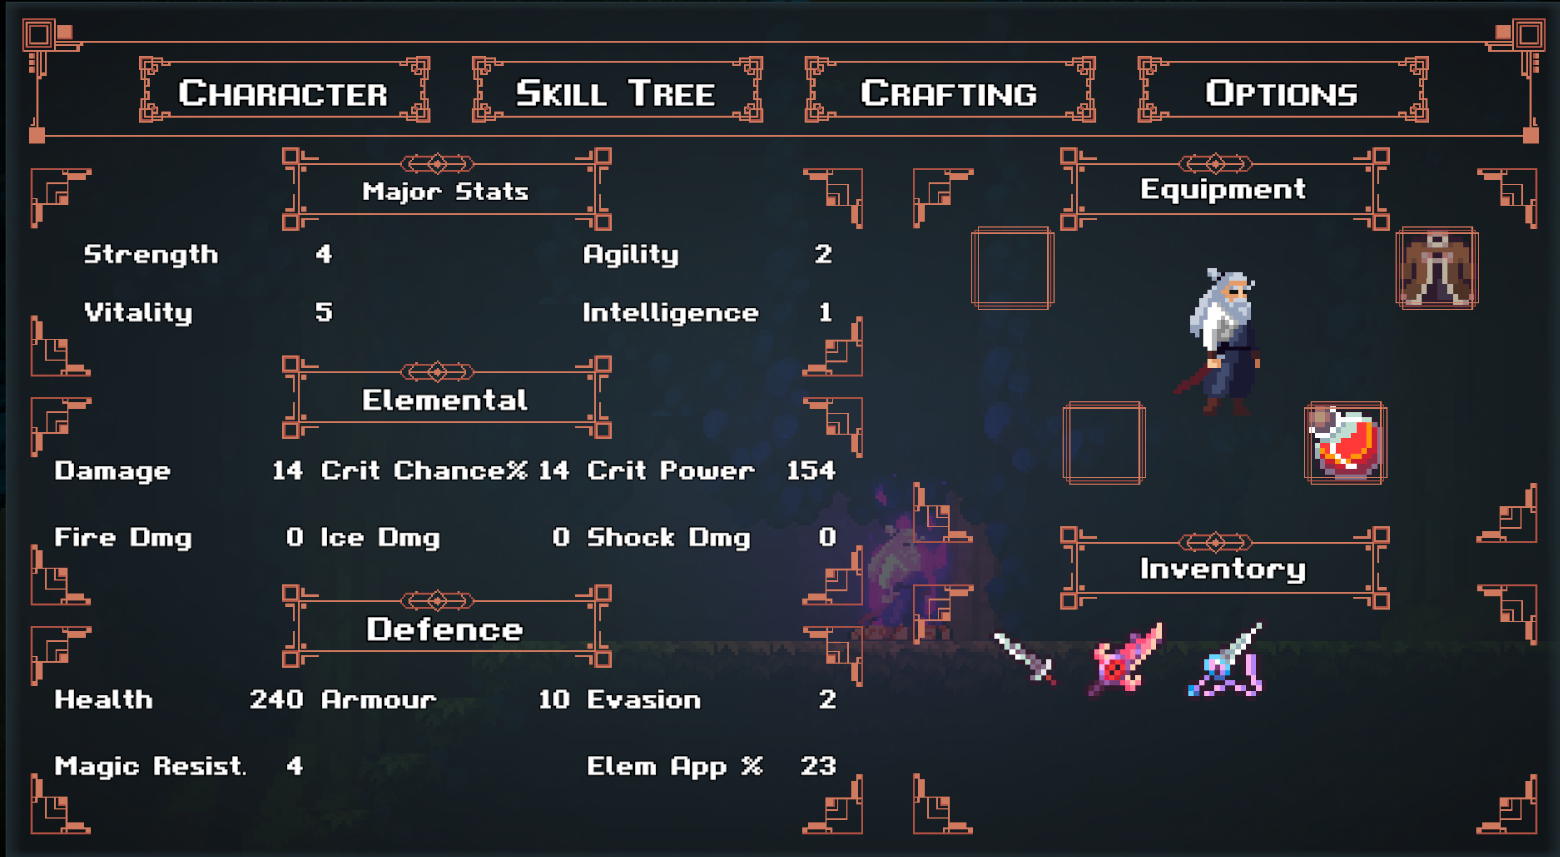 CHARACTER SKILL TREE CRAFTING OPTIONS
Major Stats
Strength 4 Agility 2
Vitality 5 Intelligence 1
Elemental
Damage 14 Crit Chance% 14 Crit Power 154
Fire Dmg 0 Ice Dmg 0 Shock Dmg 0
Defence
Health 240 Armour 10 Evasion 2
Magic Resist. 4 Elem App % 23
Equipment
Inventory